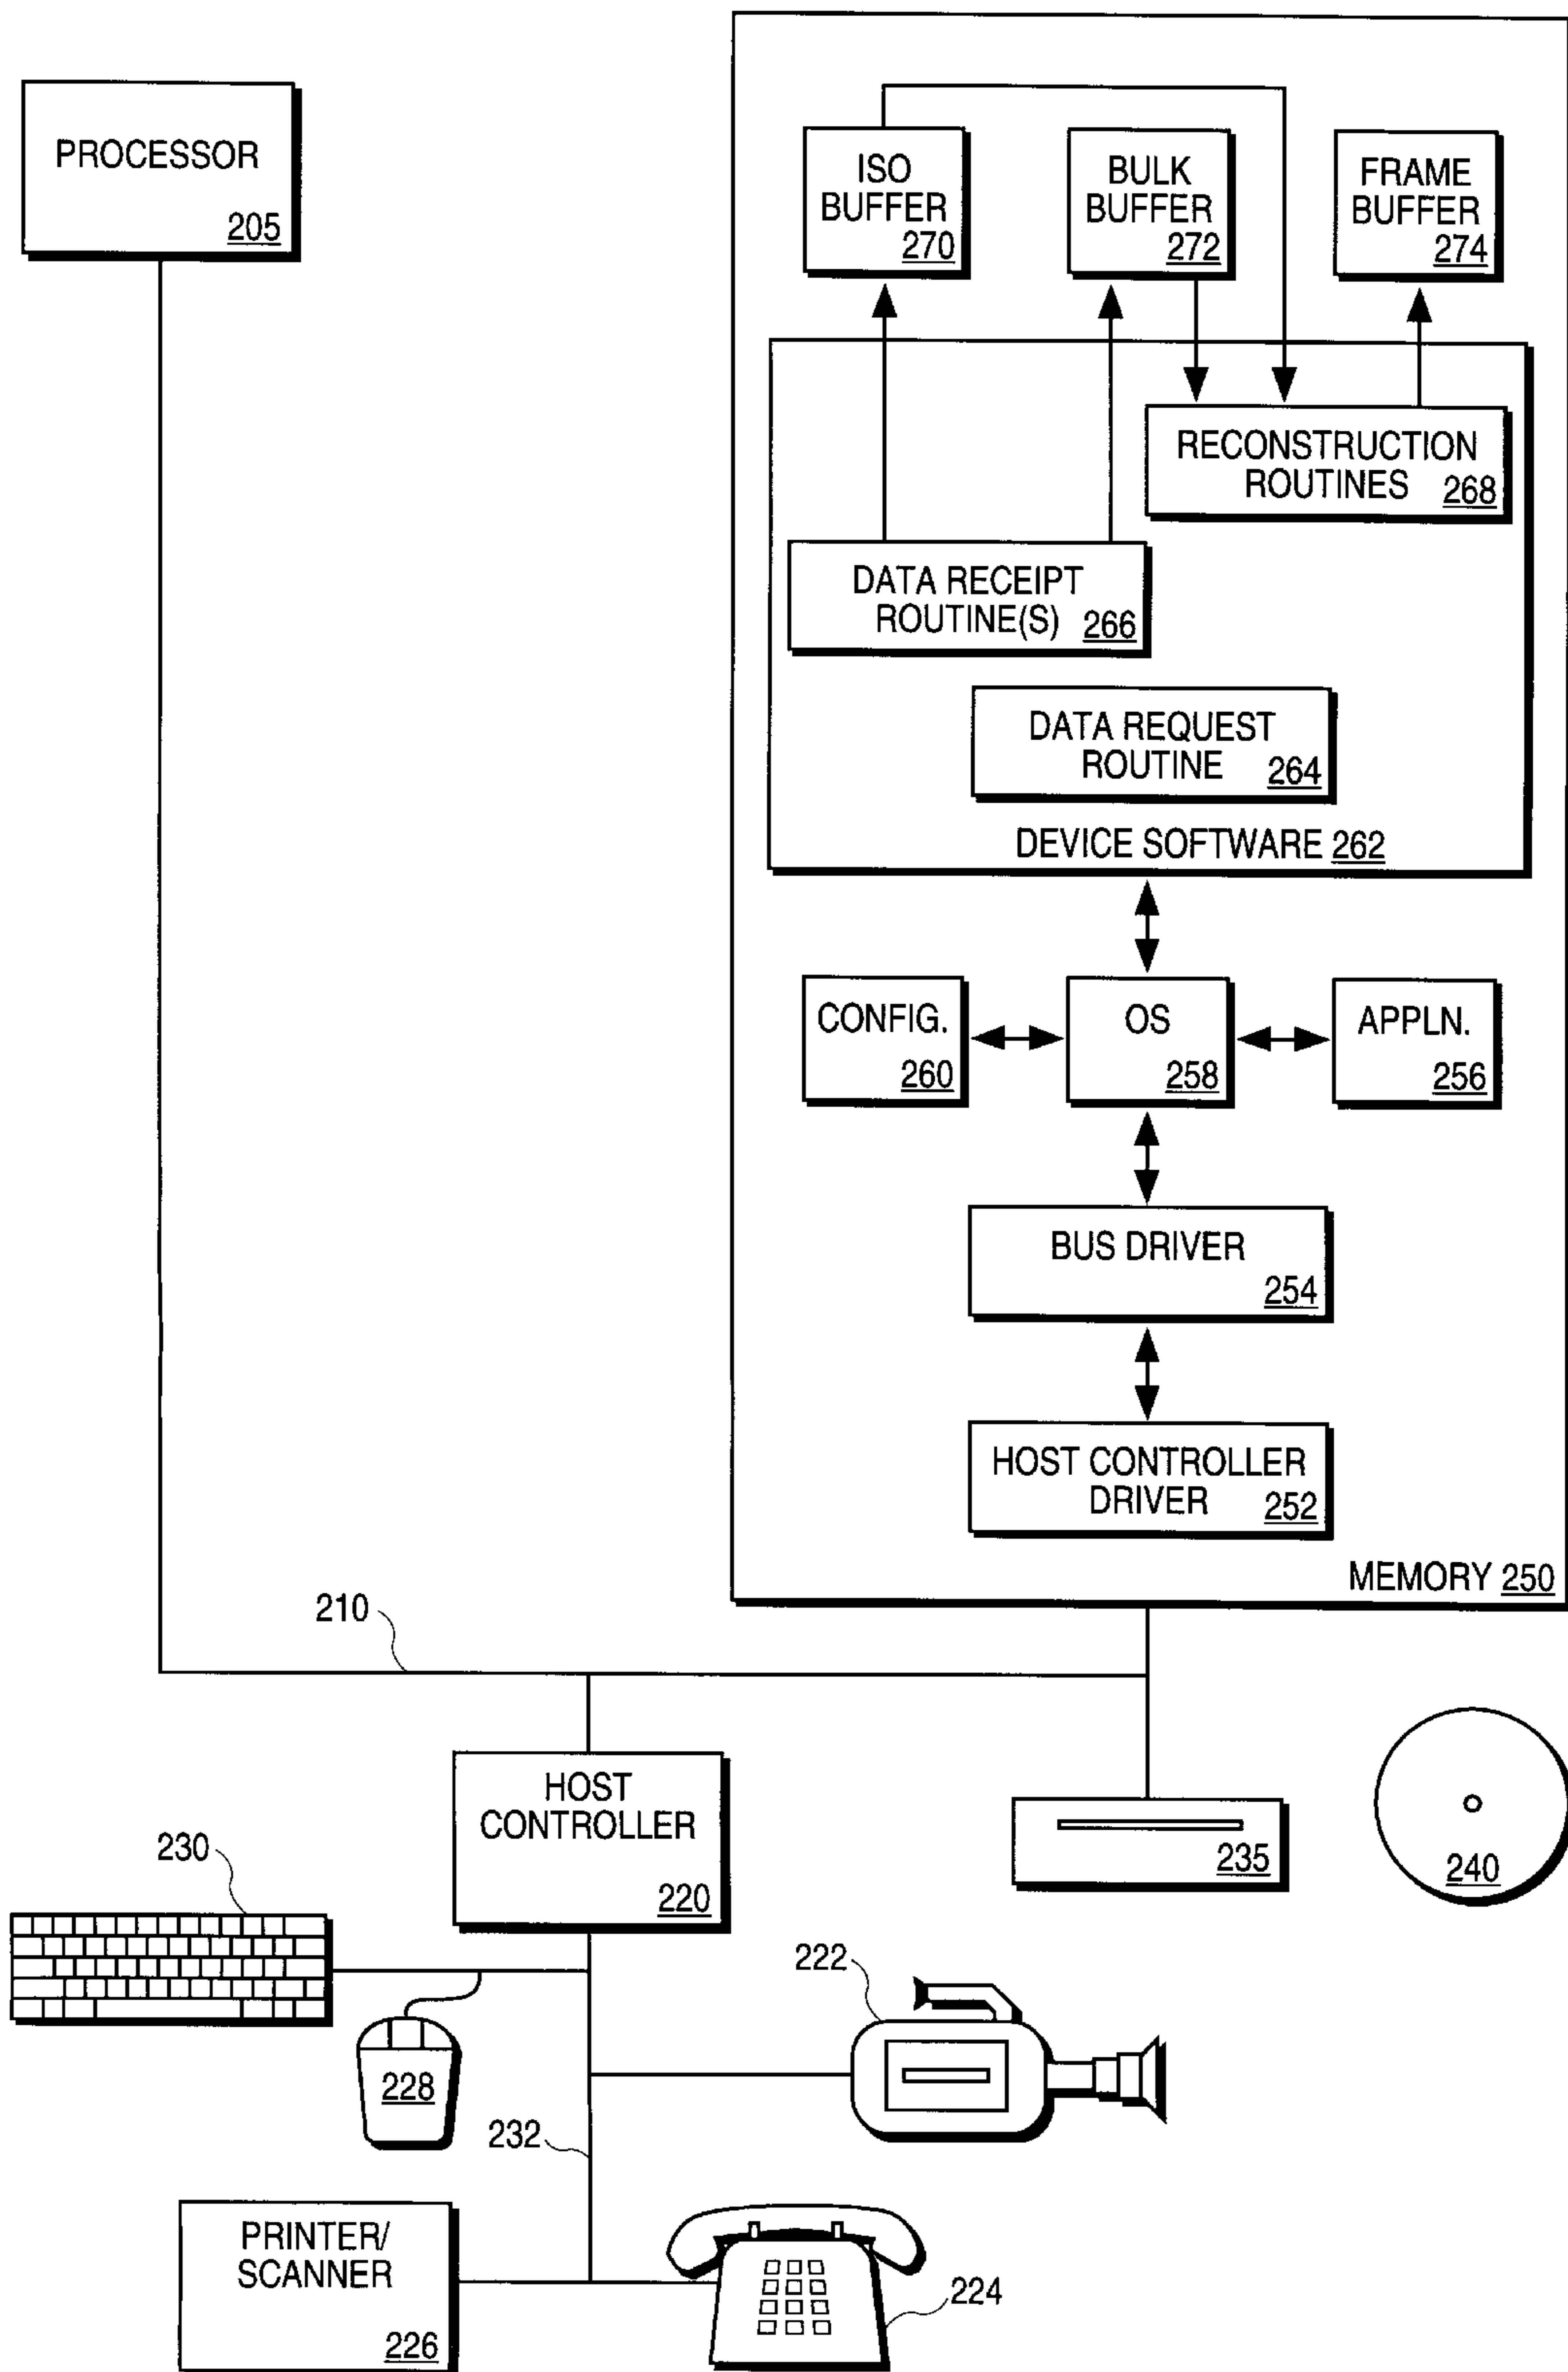 PROCESSOR
205
ISO
BUFFER
270
BULK
BUFFER
272
FRAME
BUFFER
274
RECONSTRUCTION
ROUTINES 268
DATA RECEIPT
ROUTINE(S) 266
DATA REQUEST
ROUTINE 264
DEVICE SOFTWARE 262
CONFIG.
260
OS
258
APPLN.
256
BUS DRIVER
254
HOST CONTROLLER
DRIVER 252
MEMORY 250
210
HOST
CONTROLLER
220
235
240
230
228
222
232
PRINTER/
SCANNER
226
224